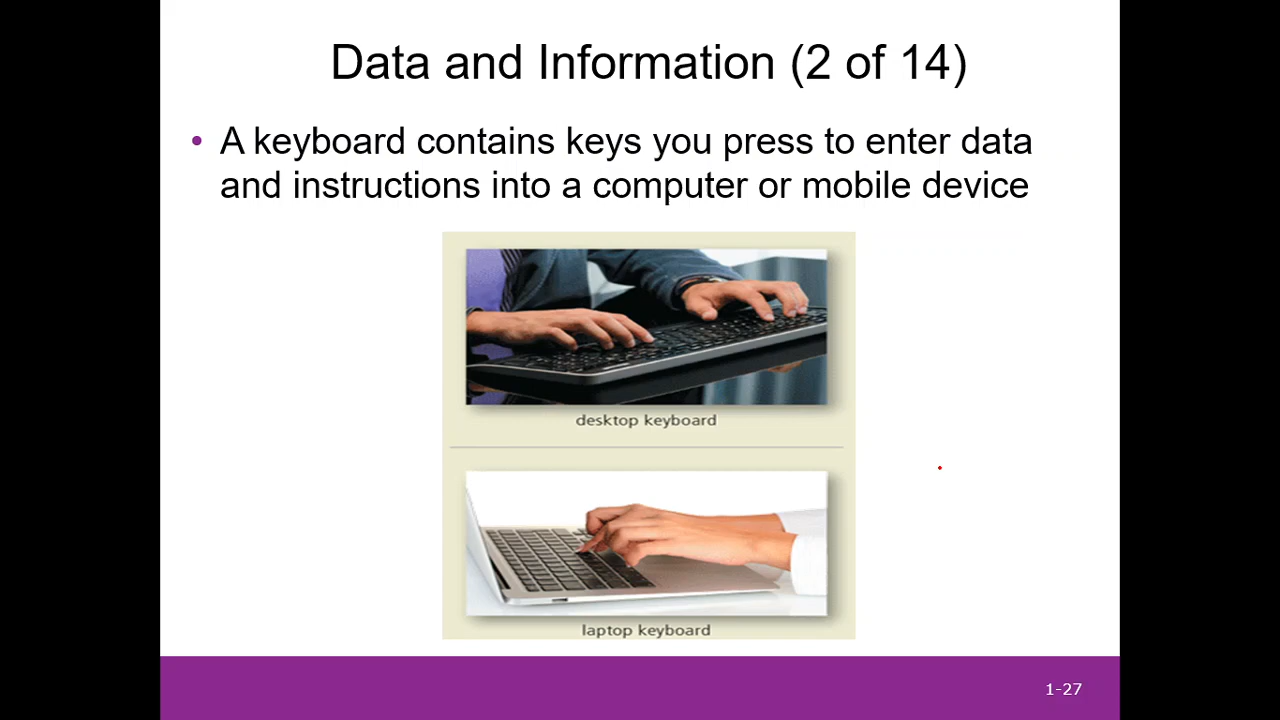 Data and Information (2 of 14)
• A keyboard contains keys you press to enter data
and instructions into a computer or mobile device
desktop keyboard
laptop keyboard
1-27